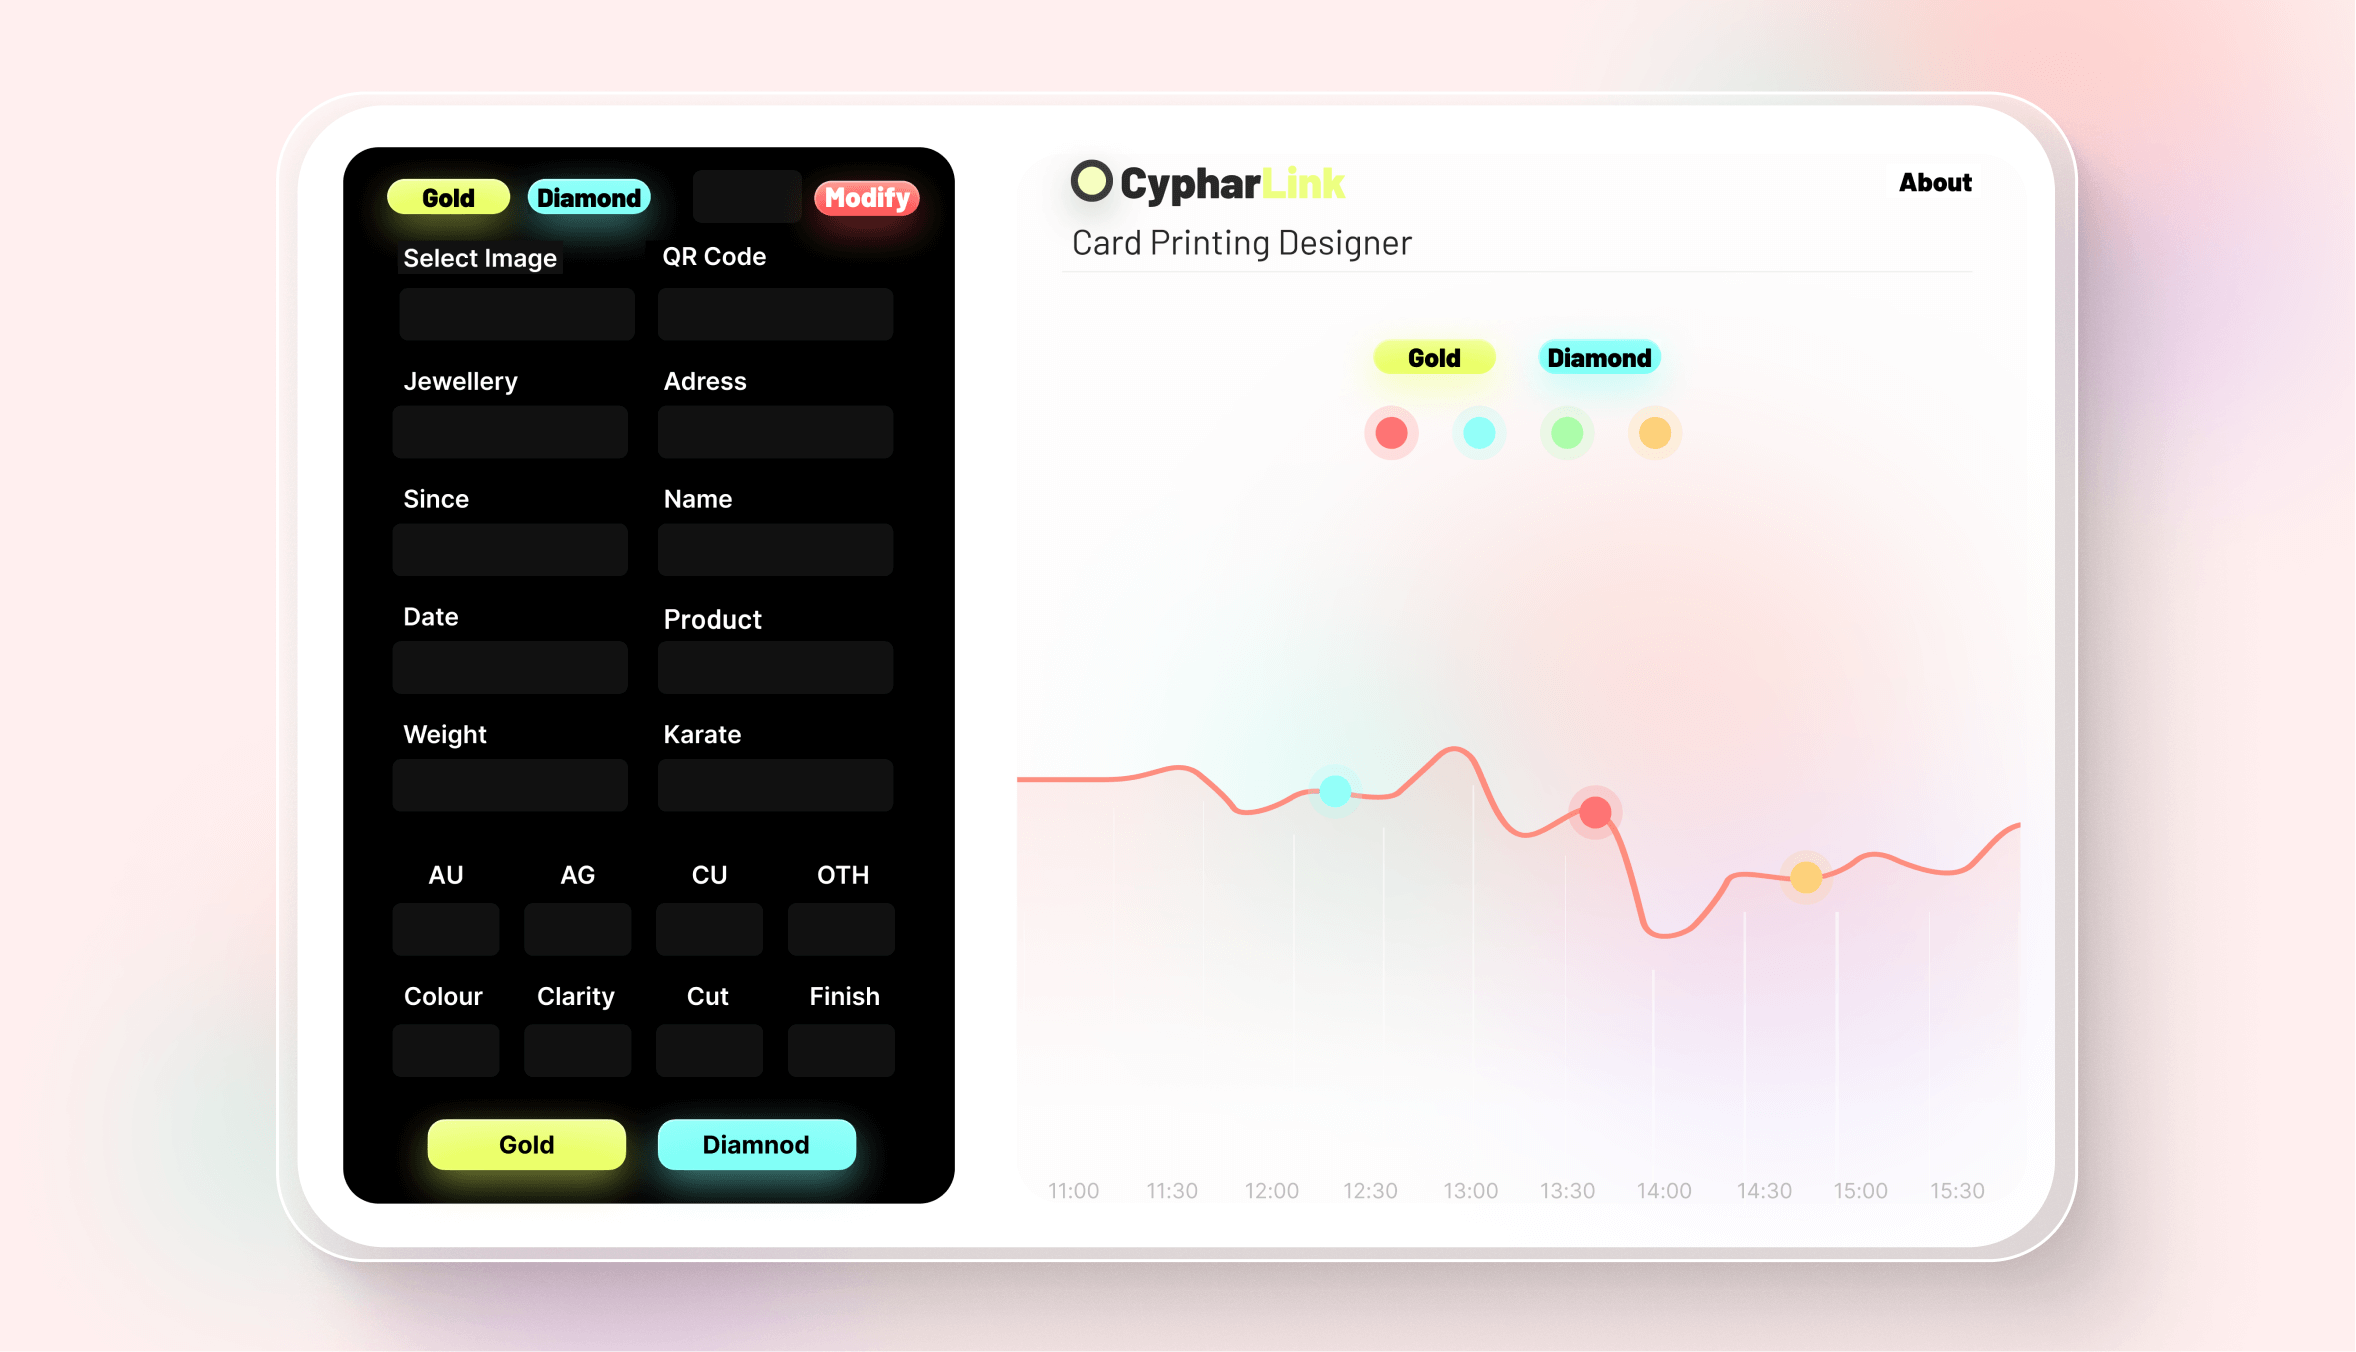 Gold Diamond Modify
Select Image QR Code
Jewellery Adress
Since Name
Date Product
Weight Karate
AU AG CU OTH
Colour Clarity Cut Finish
Gold Diamnod
CypharLink About
Card Printing Designer
Gold Diamond
11:00 11:30 12:00 12:30 13:00 13:30 14:00 14:30 15:00 15:30